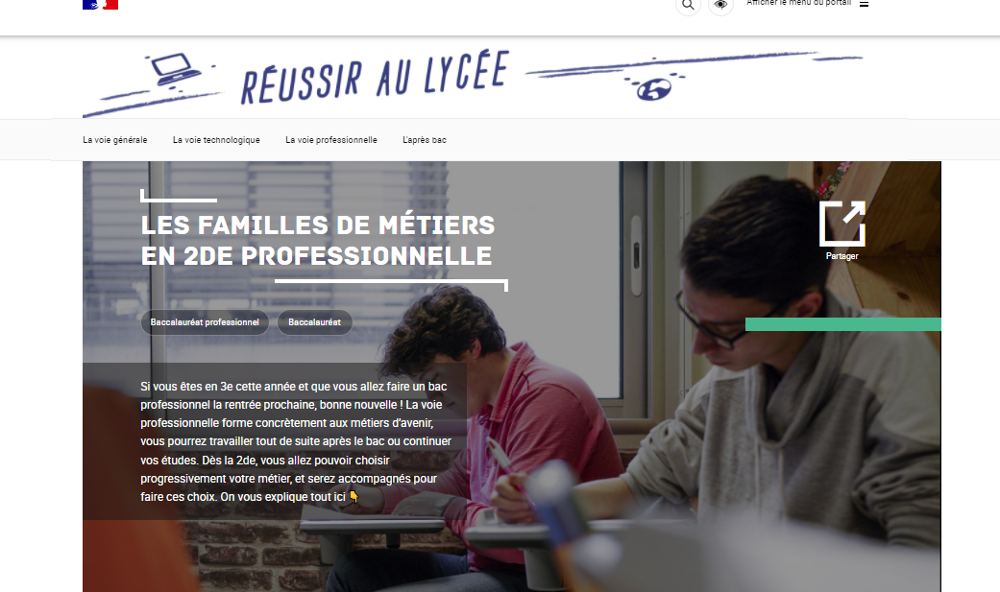 Afficher le menu du portail
RÉUSSIR AU LYCÉE
La voie générale La voie technologique La voie professionnelle L'après bac
LES FAMILLES DE MÉTIERS
EN 2DE PROFESSIONNELLE
Partager
Baccalauréat professionnel Baccalauréat
Si vous êtes en 3e cette année et que vous allez faire un bac
professionnel la rentrée prochaine, bonne nouvelle ! La voie
professionnelle forme concrètement aux métiers d'avenir,
vous pourrez travailler tout de suite après le bac ou continuer
vos études. Dès la 2de, vous allez pouvoir choisir
progressivement votre métier, et serez accompagnés pour
faire ces choix. On vous explique tout ici 👇